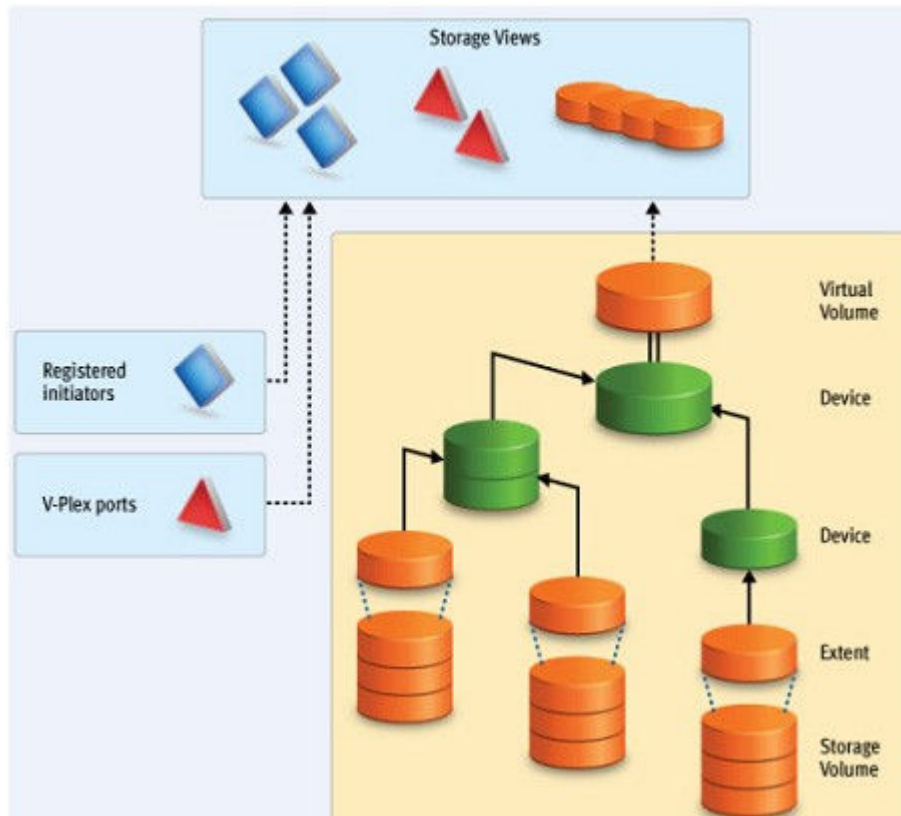 Storage Views
Virtual
Volume
Registered
initiators
Device
V-Plex ports
Device
Extent
Storage
Volume